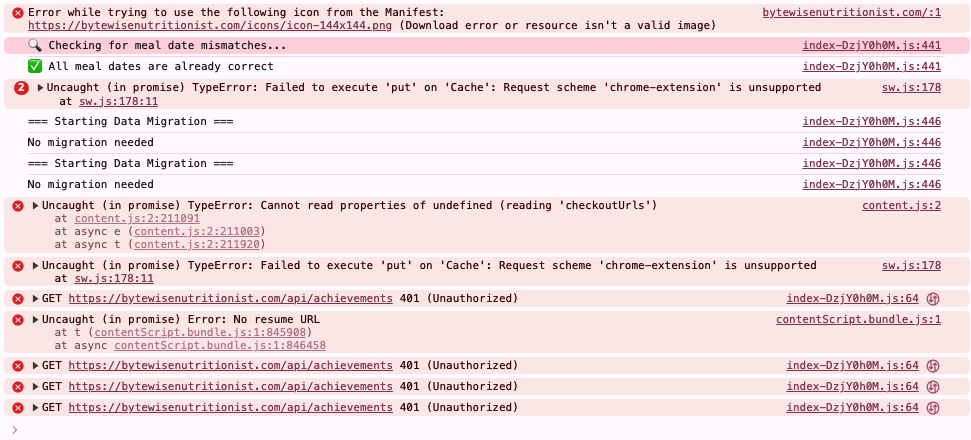 Error while trying to use the following icon from the Manifest: bytewisenutritionist.com/:1
https://bytewisenutritionist.com/icons/icon-144x144.png (Download error or resource isn't a valid image)
🔍 Checking for meal date mismatches... index-DzjY0h0M.js:441
✅ All meal dates are already correct index-DzjY0h0M.js:441
2 ▶Uncaught (in promise) TypeError: Failed to execute 'put' on 'Cache': Request scheme 'chrome-extension' is unsupported sw.js:178
at sw.js:178:11
=== Starting Data Migration === index-DzjY0h0M.js:446
No migration needed index-DzjY0h0M.js:446
=== Starting Data Migration === index-DzjY0h0M.js:446
No migration needed index-DzjY0h0M.js:446
▶Uncaught (in promise) TypeError: Cannot read properties of undefined (reading 'checkoutUrls') content.js:2
at content.js:2:211091
at async e (content.js:2:211003)
at async t (content.js:2:211920)
▶Uncaught (in promise) TypeError: Failed to execute 'put' on 'Cache': Request scheme 'chrome-extension' is unsupported sw.js:178
at sw.js:178:11
▶GET https://bytewisenutritionist.com/api/achievements 401 (Unauthorized) index-DzjY0h0M.js:64
▶Uncaught (in promise) Error: No resume URL contentScript.bundle.js:1
at t (contentScript.bundle.js:1:845908)
at async contentScript.bundle.js:1:846458
▶GET https://bytewisenutritionist.com/api/achievements 401 (Unauthorized) index-DzjY0h0M.js:64
▶GET https://bytewisenutritionist.com/api/achievements 401 (Unauthorized) index-DzjY0h0M.js:64
▶GET https://bytewisenutritionist.com/api/achievements 401 (Unauthorized) index-DzjY0h0M.js:64